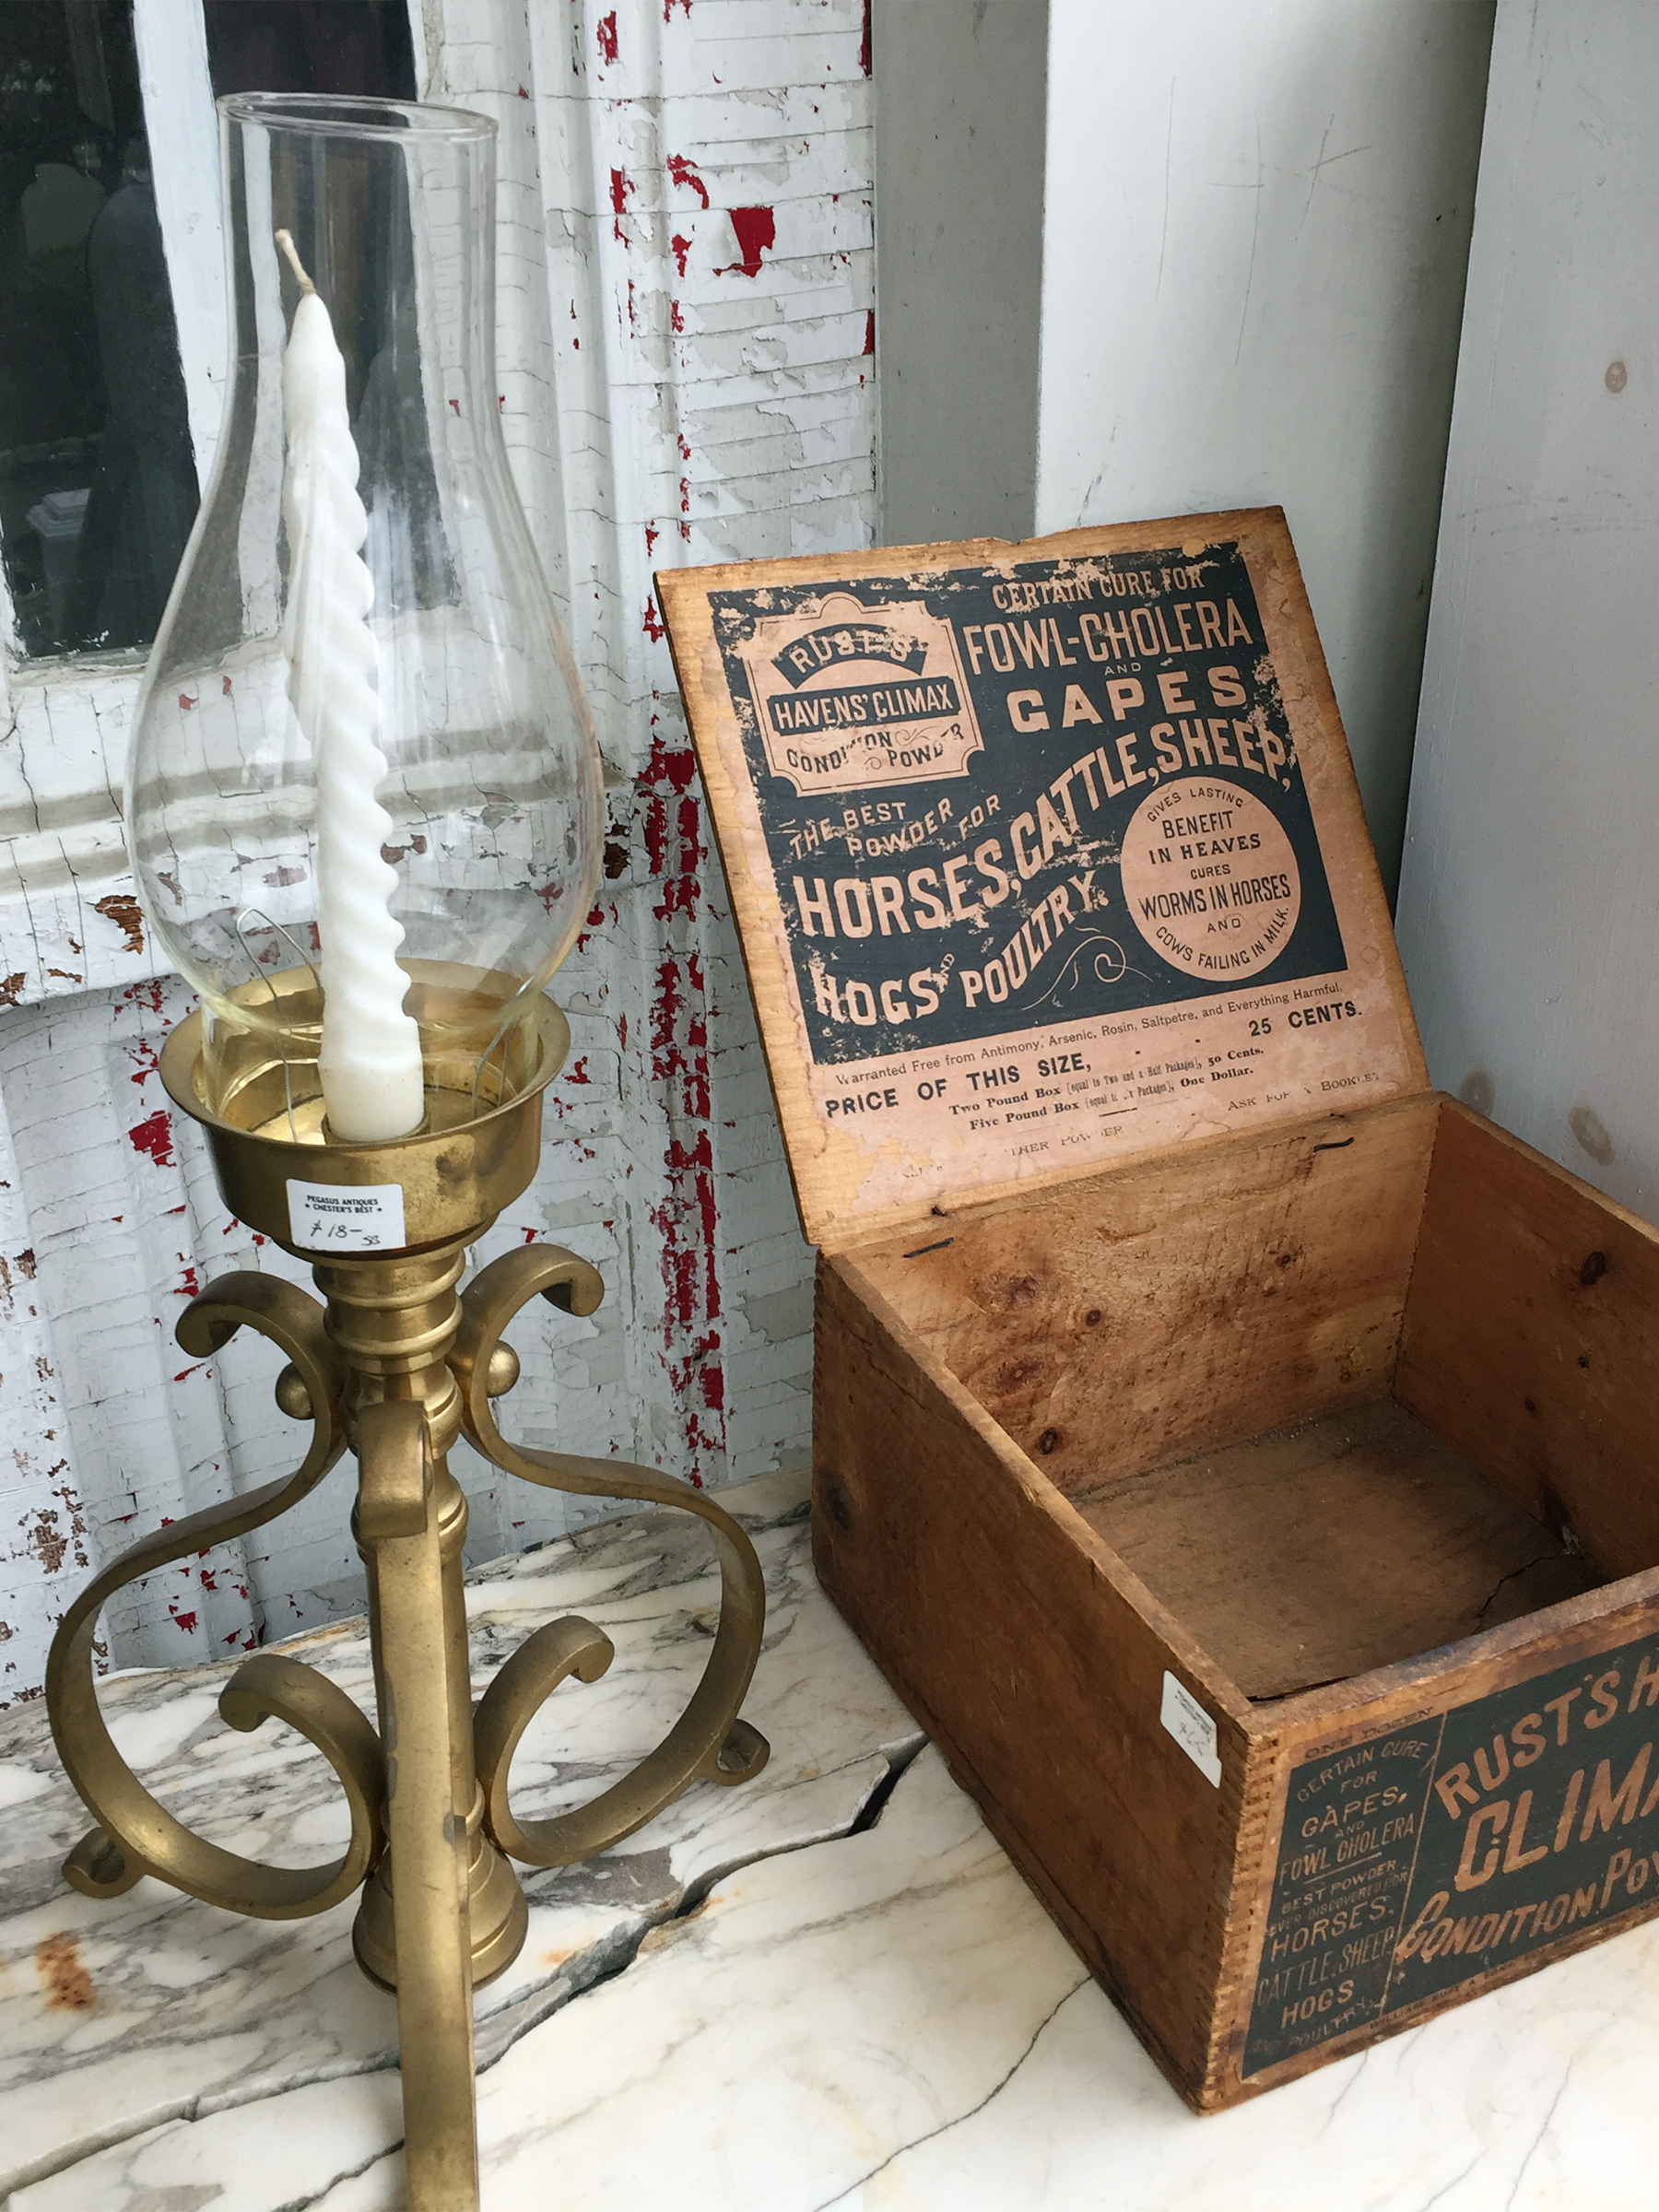 RUST'S
HAVENS' CLIMAX
CONDITION POWDER
CERTAIN CURE FOR
FOWL-CHOLERA
AND
GAPES
THE BEST
POWDER FOR
HORSES, CATTLE, SHEEP,
HOGS AND POULTRY.
GIVES LASTING
BENEFIT
IN HEAVES
CURES
WORMS IN HORSES
AND
COWS FAILING IN MILK.
Warranted Free from Antimony, Arsenic, Rosin, Saltpetre, and Everything Harmful.
PRICE OF THIS SIZE, - - 25 CENTS.
Two Pound Box [equal to Two and a Half Packages], 50 Cents.
Five Pound Box [equal to Packages], One Dollar.
ASK FOR A BOOKLET
POWDER
PEGASUS ANTIQUES
★ CHESTER'S BEST ★
$18-
SB
ONE DOZEN
CERTAIN CURE
FOR
GAPES,
AND
FOWL CHOLERA
BEST POWDER
EVER DISCOVERED FOR
HORSES,
CATTLE, SHEEP,
HOGS
AND POULTRY
RUST'S H
CLIMA
CONDITION POW